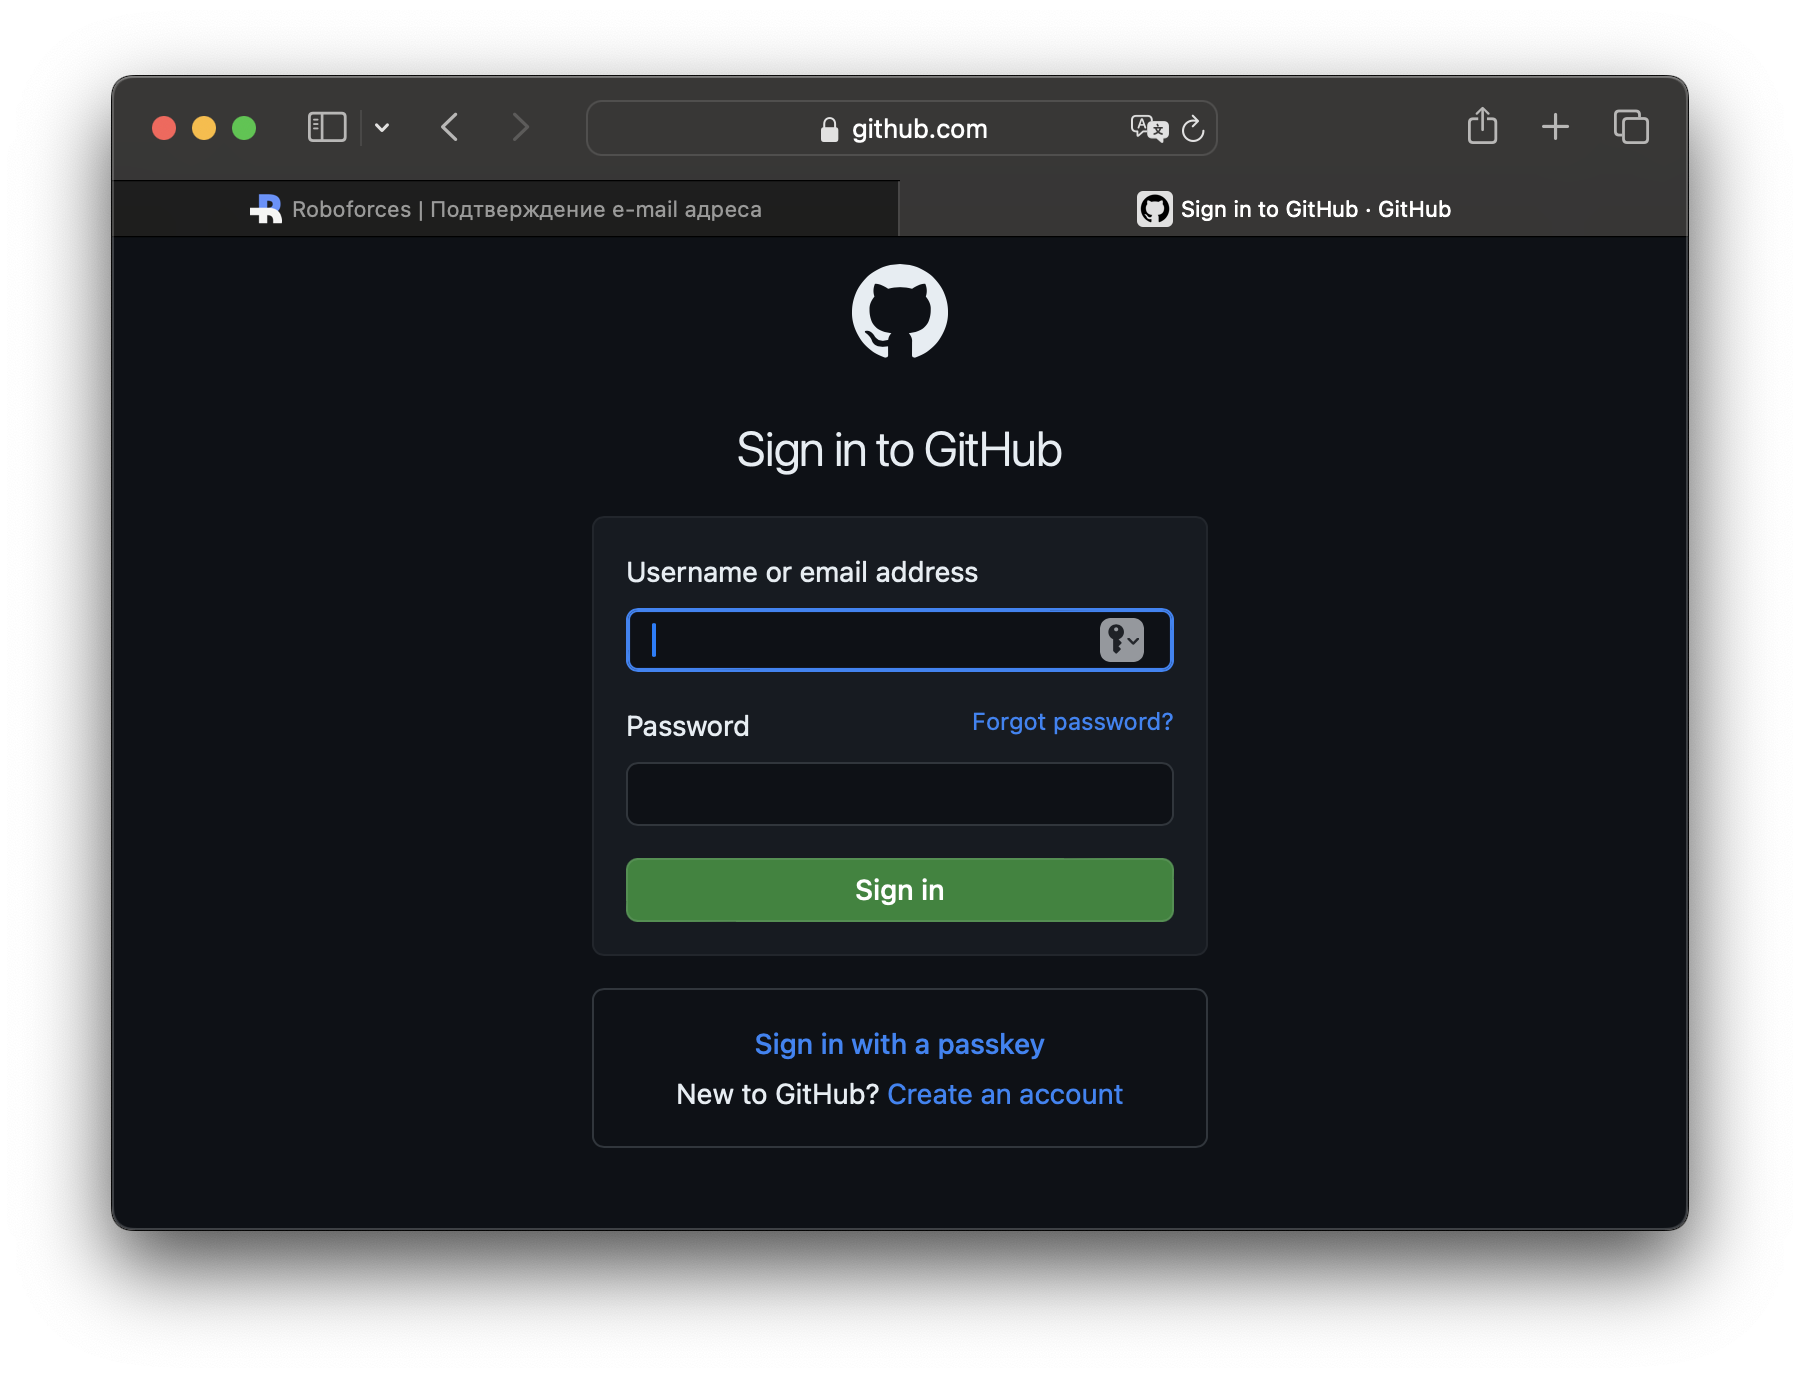 github.com
Roboforces | Подтверждение e-mail адреса
Sign in to GitHub · GitHub
Sign in to GitHub
Username or email address
Password
Forgot password?
Sign in
Sign in with a passkey
New to GitHub? Create an account